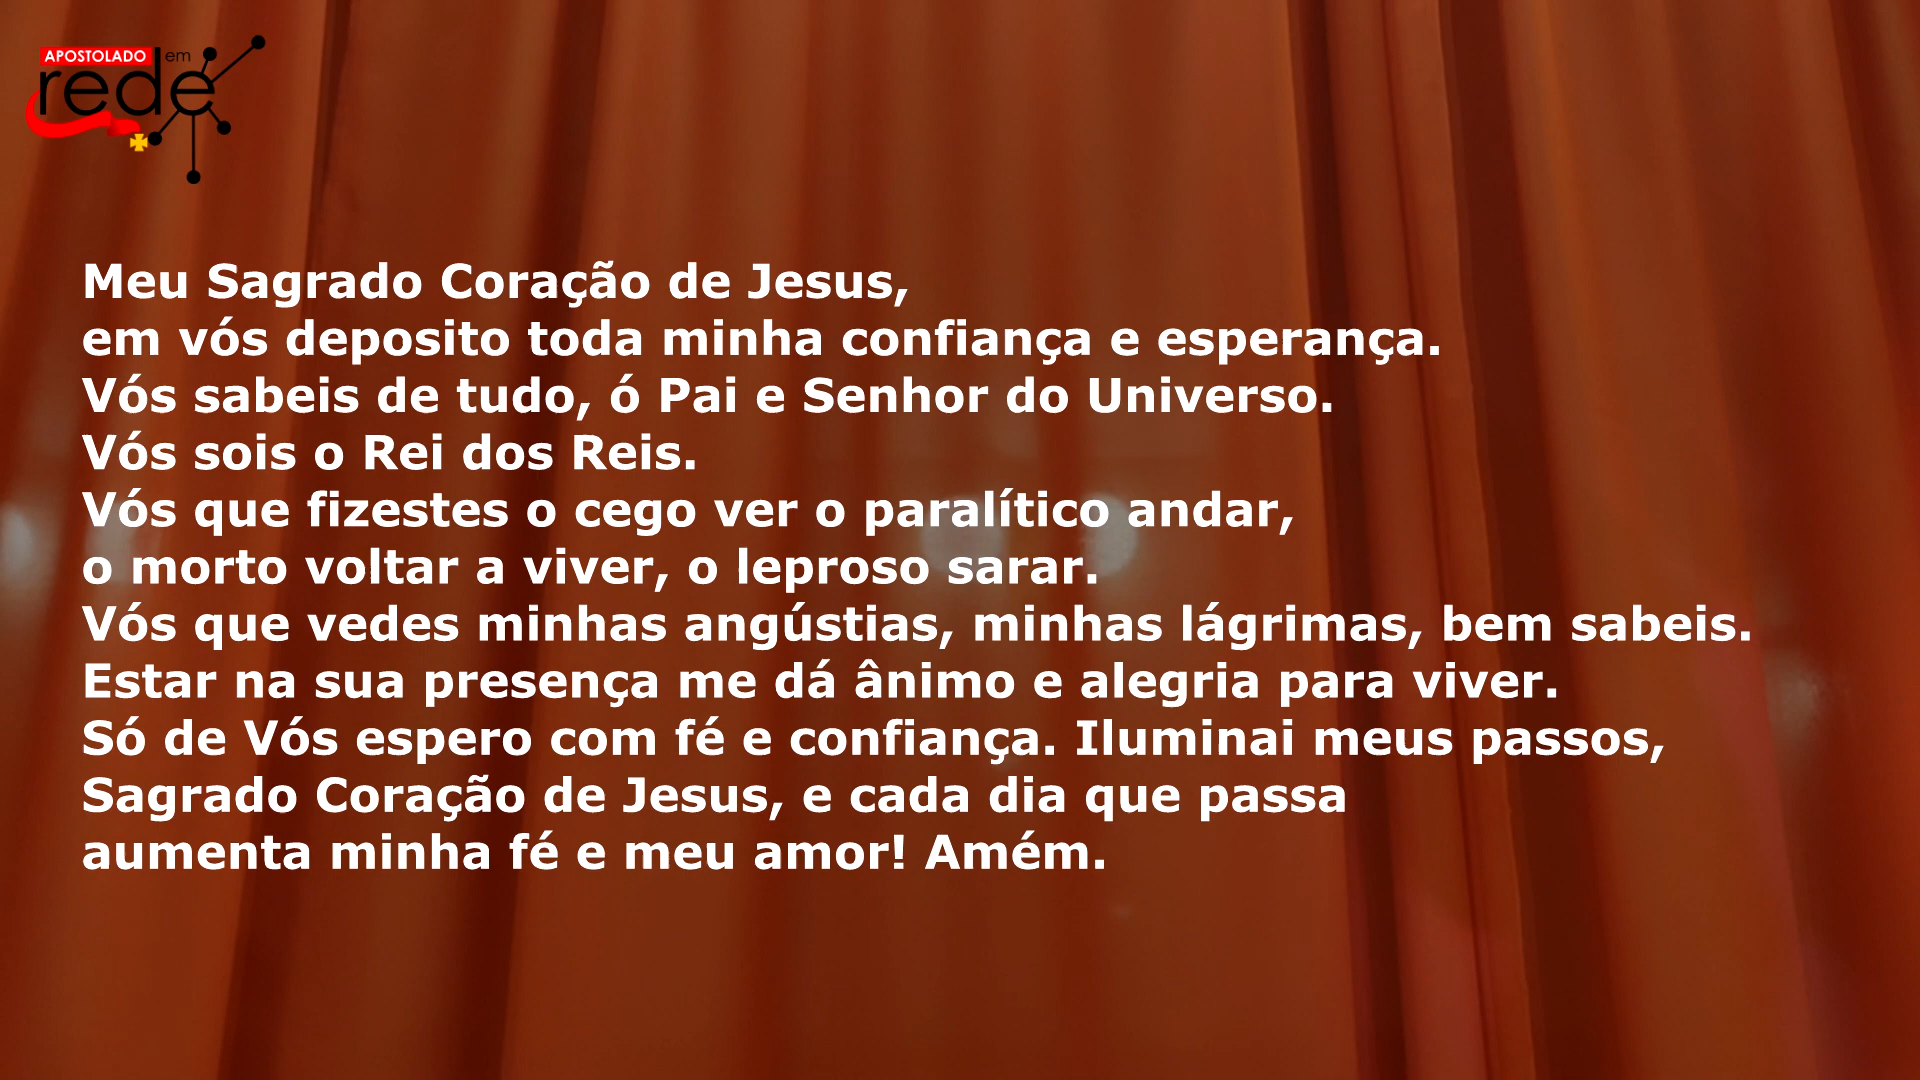 APOSTOLADO em
rede
Meu Sagrado Coração de Jesus,
em vós deposito toda minha confiança e esperança.
Vós sabeis de tudo, ó Pai e Senhor do Universo.
Vós sois o Rei dos Reis.
Vós que fizestes o cego ver o paralítico andar,
o morto voltar a viver, o leproso sarar.
Vós que vedes minhas angústias, minhas lágrimas, bem sabeis.
Estar na sua presença me dá ânimo e alegria para viver.
Só de Vós espero com fé e confiança. Iluminai meus passos,
Sagrado Coração de Jesus, e cada dia que passa
aumenta minha fé e meu amor! Amém.